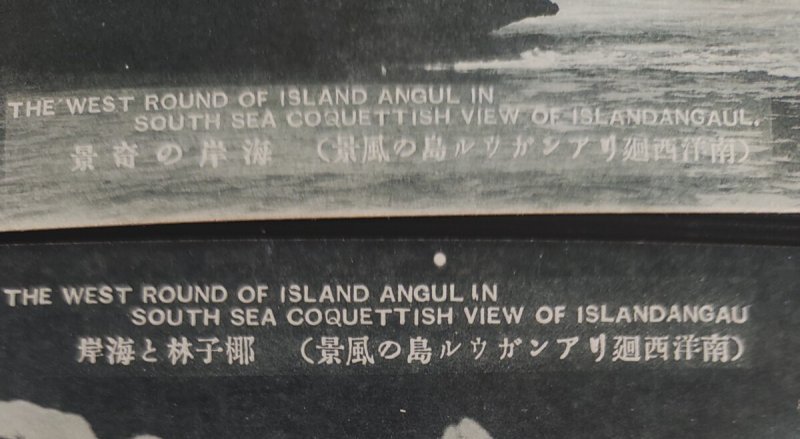 THE WEST ROUND OF ISLAND ANGUL IN
SOUTH SEA COQUETTISH VIEW OF ISLANDANGAUL.
（南洋西廻リアンガウル島の風景） 海岸の奇景
THE WEST ROUND OF ISLAND ANGUL IN
SOUTH SEA COQUETTISH VIEW OF ISLANDANGAU
（南洋西廻リアンガウル島の風景） 椰子林と海岸